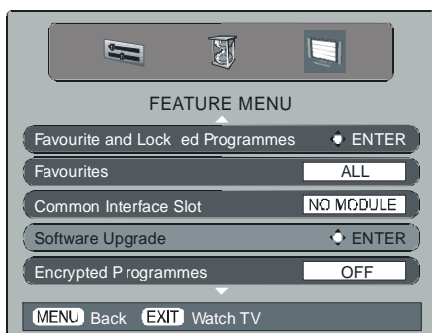 FEATURE MENU
Favourite and Lock ed Programmes ENTER
Favourites ALL
Common Interface Slot NO MODULE
Software Upgrade ENTER
Encrypted Programmes OFF
MENU Back EXIT Watch TV